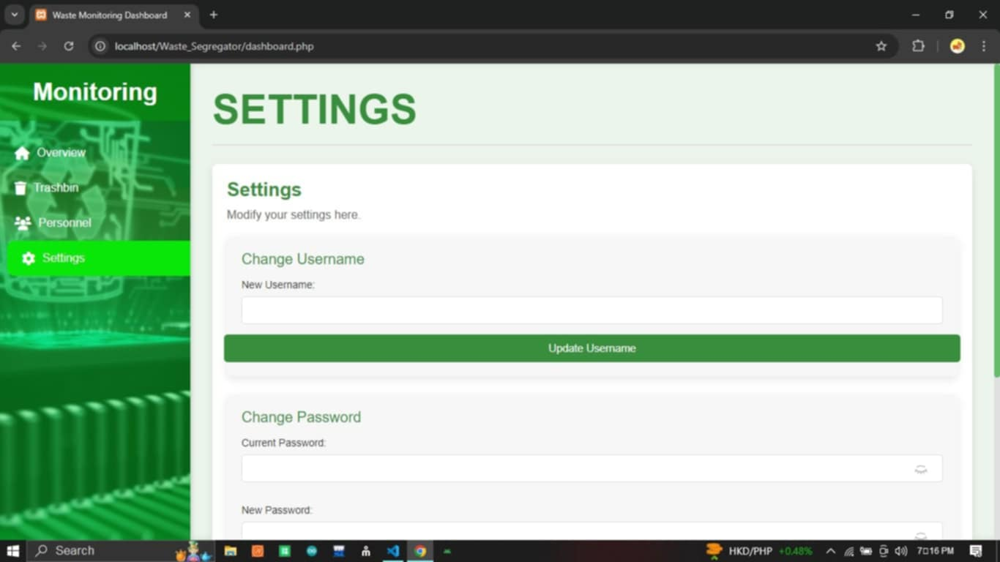 Waste Monitoring Dashboard
localhost/Waste_Segregator/dashboard.php
Monitoring
Overview
Trashbin
Personnel
Settings
SETTINGS
Settings
Modify your settings here.
Change Username
New Username:
Update Username
Change Password
Current Password:
New Password:
Search
HKD/PHP +0.48%
7□16 PM